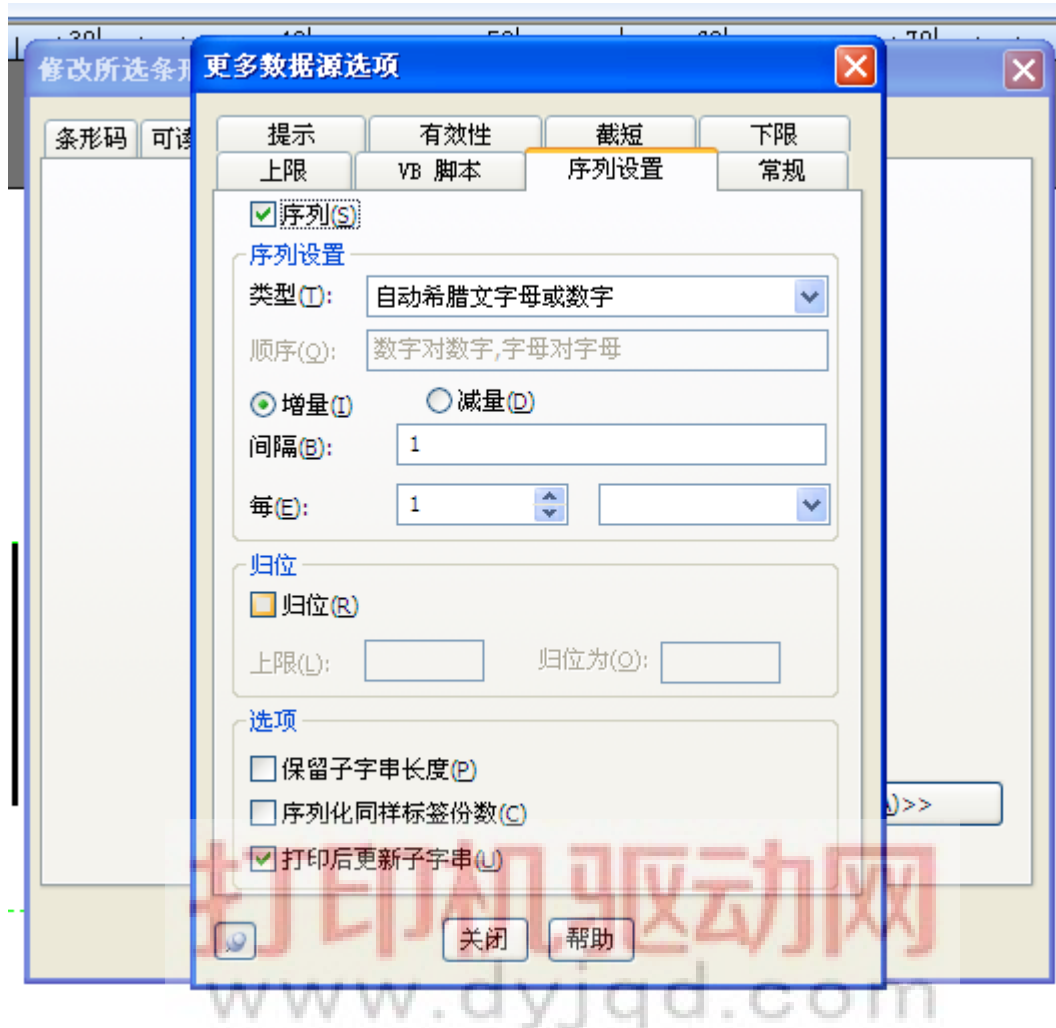 修改所选条
更多数据源选项
条形码 可读
提示 有效性 截短 下限
上限 VB 脚本 序列设置 常规
序列(S)
序列设置
类型(T): 自动希腊文字母或数字
顺序(Q): 数字对数字,字母对字母
增量(I) 减量(D)
间隔(B): 1
每(E): 1
归位
归位(R)
上限(L): 归位为(O):
选项
保留子字串长度(P)
序列化同样标签份数(C)
)>>
打印后更新子字串(U)
打印机驱动网
关闭 帮助
www.dyjqd.com